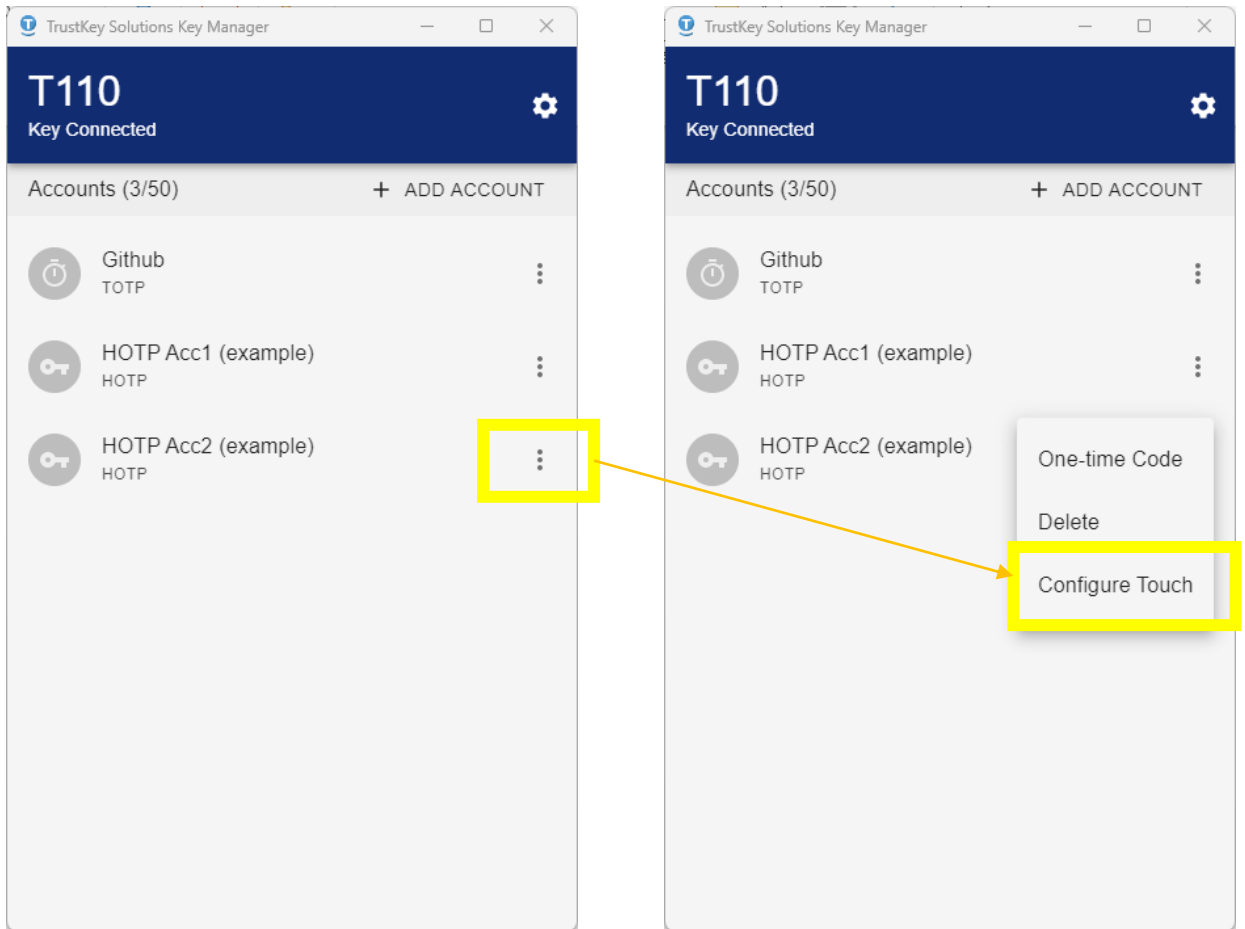 TrustKey Solutions Key Manager
T110
Key Connected
Accounts (3/50) + ADD ACCOUNT
Github
TOTP
HOTP Acc1 (example)
HOTP
HOTP Acc2 (example)
HOTP
TrustKey Solutions Key Manager
T110
Key Connected
Accounts (3/50) + ADD ACCOUNT
Github
TOTP
HOTP Acc1 (example)
HOTP
HOTP Acc2 (example)
HOTP
One-time Code
Delete
Configure Touch